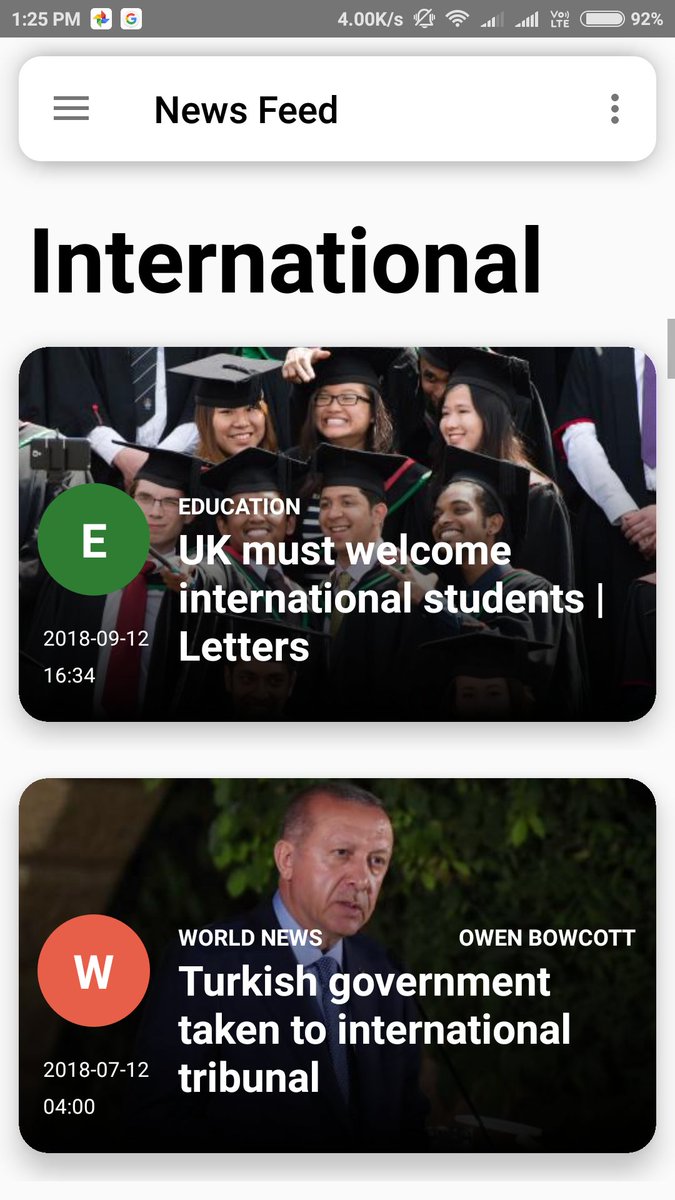 1:25 PM 4.00K/s Vo) LTE 92%
News Feed
International
EDUCATION
E
UK must welcome
international students |
Letters
2018-09-12
16:34
WORLD NEWS OWEN BOWCOTT
W
Turkish government
taken to international
tribunal
2018-07-12
04:00